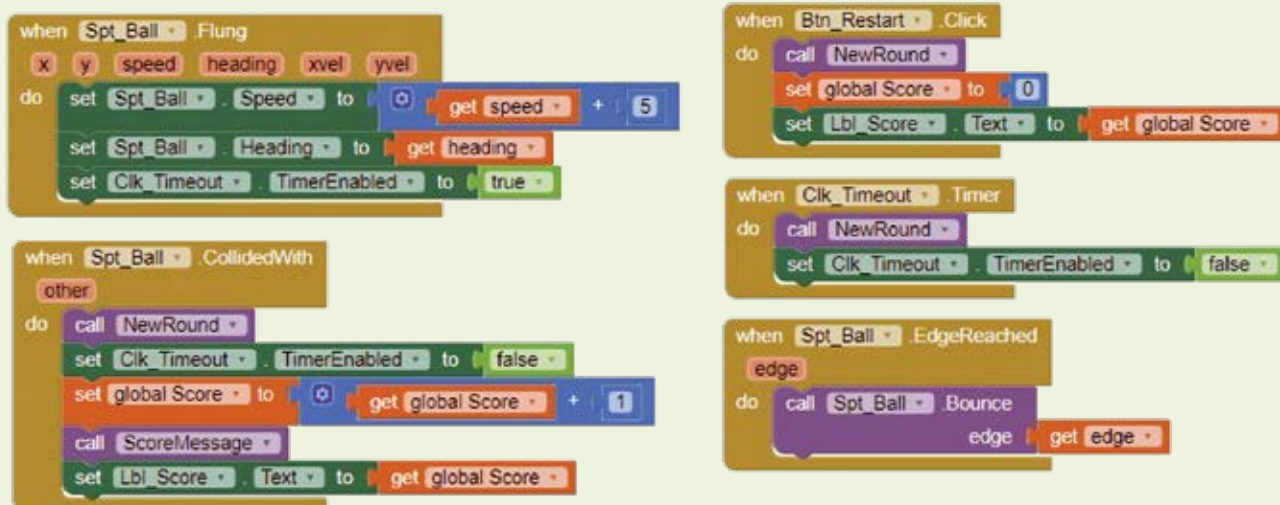 when Spt_Ball .Flung
x y speed heading xvel yvel
do set Spt_Ball . Speed to get speed + 5
set Spt_Ball . Heading to get heading
set Clk_Timeout . TimerEnabled to true
when Spt_Ball .CollidedWith
other
do call NewRound
set Clk_Timeout . TimerEnabled to false
set global Score to get global Score + 1
call ScoreMessage
set Lbl_Score . Text to get global Score
when Btn_Restart .Click
do call NewRound
set global Score to 0
set Lbl_Score . Text to get global Score
when Clk_Timeout .Timer
do call NewRound
set Clk_Timeout . TimerEnabled to false
when Spt_Ball .EdgeReached
edge
do call Spt_Ball .Bounce
edge get edge